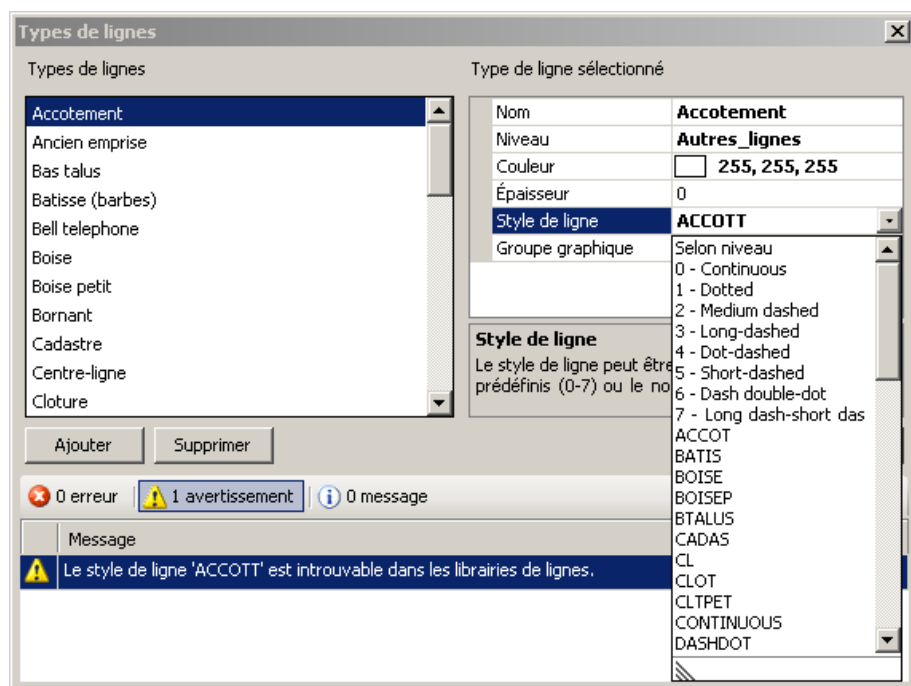 Types de lignes
Types de lignes
Type de ligne sélectionné
Accotement
Ancien emprise
Bas talus
Batisse (barbes)
Bell telephone
Boise
Boise petit
Bornant
Cadastre
Centre-ligne
Cloture
Nom Accotement
Niveau Autres_lignes
Couleur 255, 255, 255
Épaisseur 0
Style de ligne ACCOTT
Groupe graphique
Selon niveau
0 - Continuous
1 - Dotted
2 - Medium dashed
3 - Long-dashed
4 - Dot-dashed
5 - Short-dashed
6 - Dash double-dot
7 - Long dash-short das
ACCOT
BATIS
BOISE
BOISEP
BTALUS
CADAS
CL
CLOT
CLTPET
CONTINUOUS
DASHDOT
Style de ligne
Le style de ligne peut être
prédéfinis (0-7) ou le no
Ajouter Supprimer
0 erreur 1 avertissement 0 message
Message
Le style de ligne 'ACCOTT' est introuvable dans les librairies de lignes.